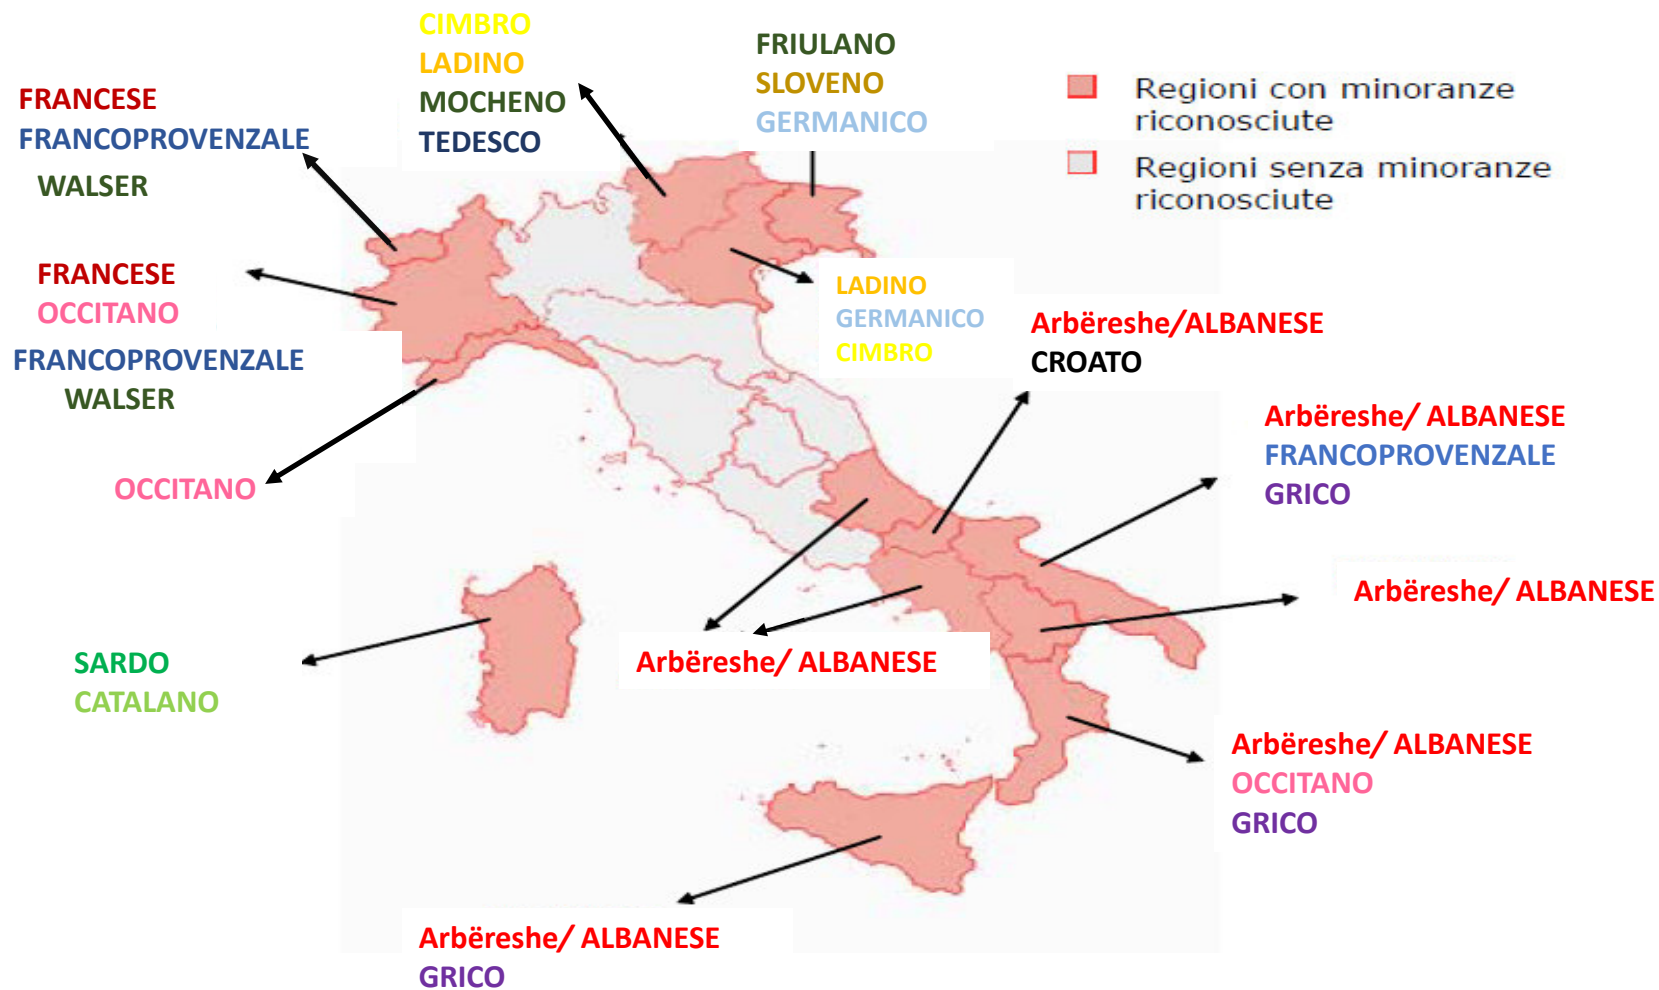 CIMBRO
LADINO
MOCHENO
TEDESCO
FRIULANO
SLOVENO
GERMANICO
Regioni con minoranze
riconosciute
Regioni senza minoranze
riconosciute
FRANCESE
FRANCOPROVENZALE
WALSER
FRANCESE
OCCITANO
FRANCOPROVENZALE
WALSER
OCCITANO
LADINO
GERMANICO
CIMBRO
Arbëreshe/ALBANESE
CROATO
Arbëreshe/ ALBANESE
FRANCOPROVENZALE
GRICO
Arbëreshe/ ALBANESE
Arbëreshe/ ALBANESE
SARDO
CATALANO
Arbëreshe/ ALBANESE
OCCITANO
GRICO
Arbëreshe/ ALBANESE
GRICO